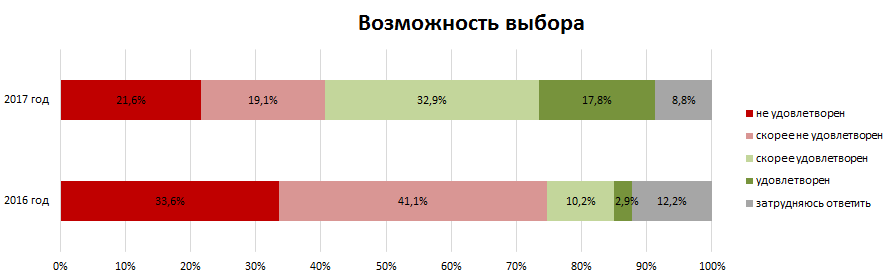 Возможность выбора
2017 год
21,6%
19,1%
32,9%
17,8%
8,8%
2016 год
33,6%
41,1%
10,2%
2,9%
12,2%
0%
10%
20%
30%
40%
50%
60%
70%
80%
90%
100%
не удовлетворен
скорее не удовлетворен
скорее удовлетворен
удовлетворен
затрудняюсь ответить